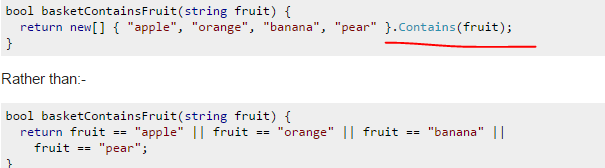 bool basketContainsFruit(string fruit) {
  return new[] { "apple", "orange", "banana", "pear" }.Contains(fruit);
}
Rather than:-
bool basketContainsFruit(string fruit) {
  return fruit == "apple" || fruit == "orange" || fruit == "banana" ||
    fruit == "pear";
}